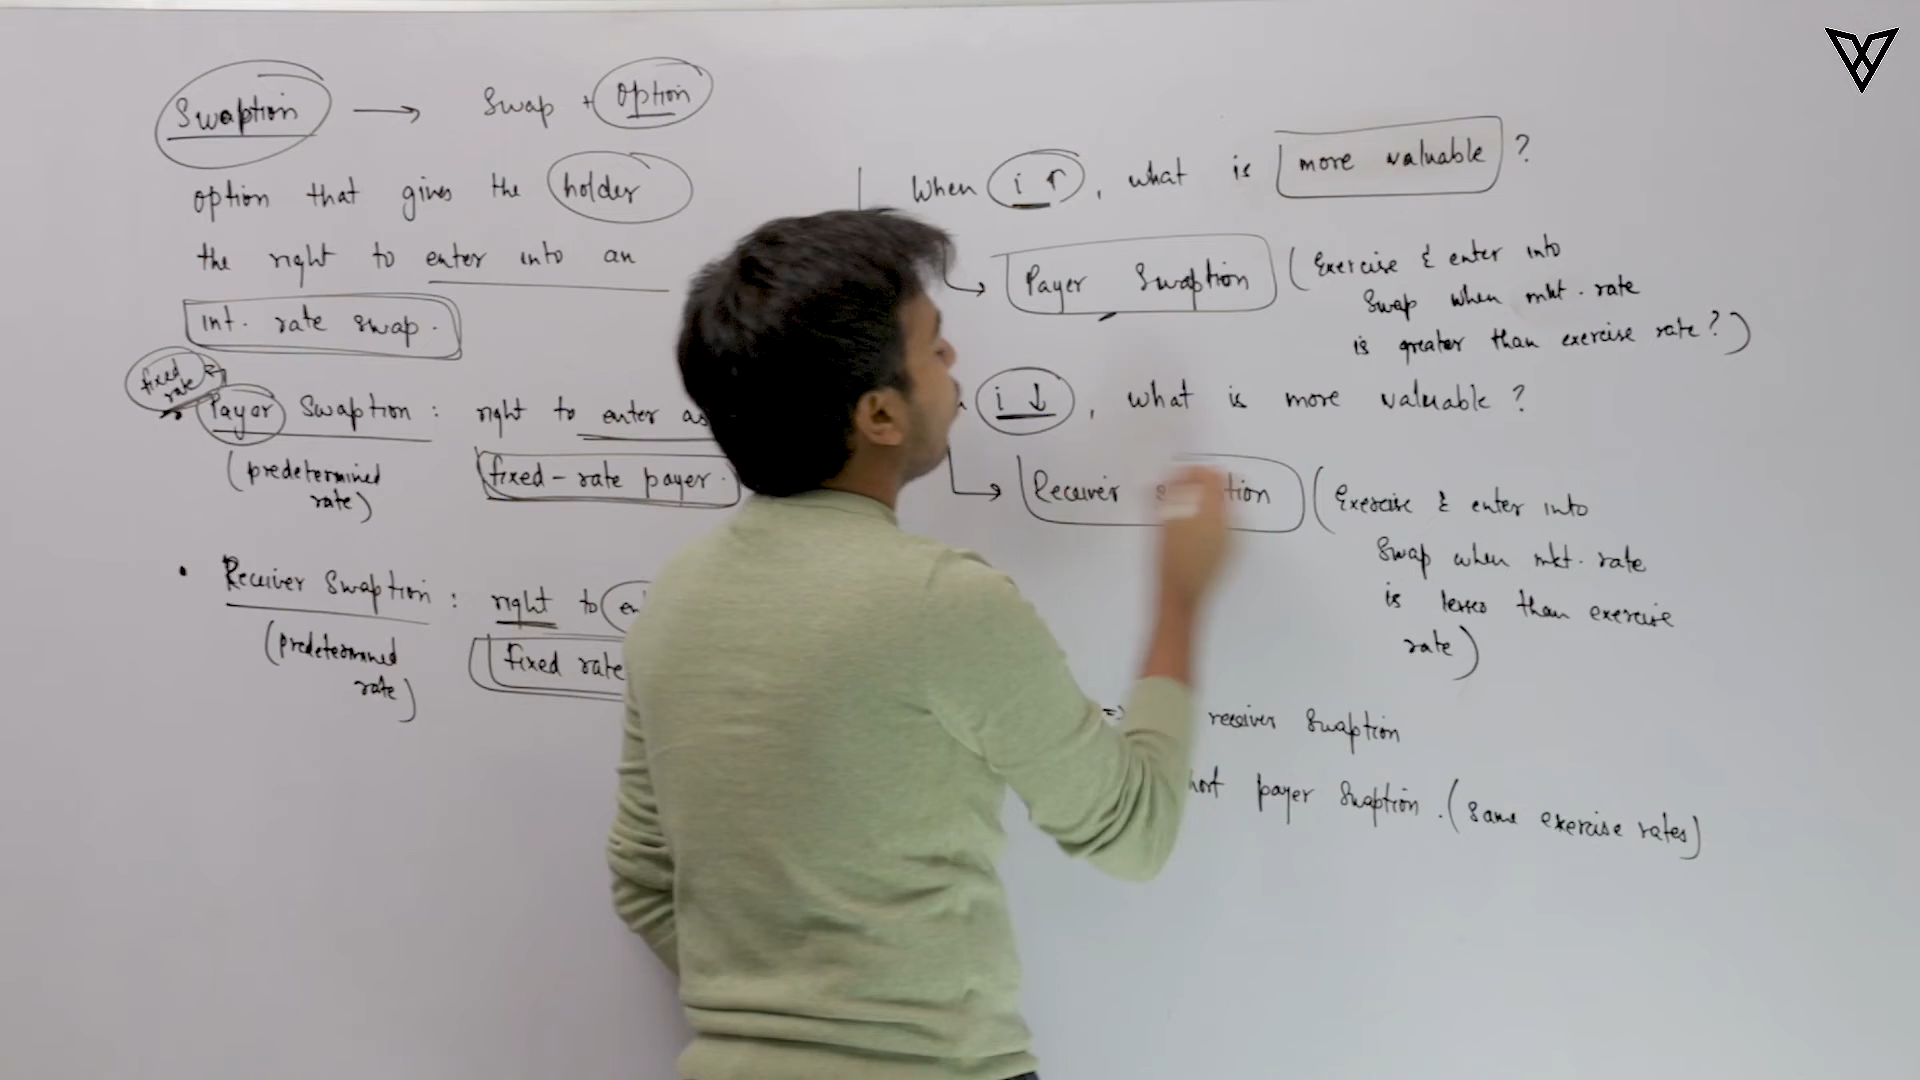 Swaption → Swap + Option
option that gives the holder
the right to enter into an
int. rate swap.
fixed rate
Payer Swaption : right to enter as
(predetermined rate) fixed-rate payer.
• Receiver Swaption : right to
(predetermined rate) fixed rate
When i ↑, what is more valuable ?
→ Payer Swaption (Exercise & enter into
Swap when mkt. rate
is greater than exercise rate?)
i ↓, what is more valuable ?
→ Receiver (Exercise & enter into
Swap when mkt. rate
is than exercise
rate)
⇒ receiver Swaption
payer Swaption. (same exercise rates)